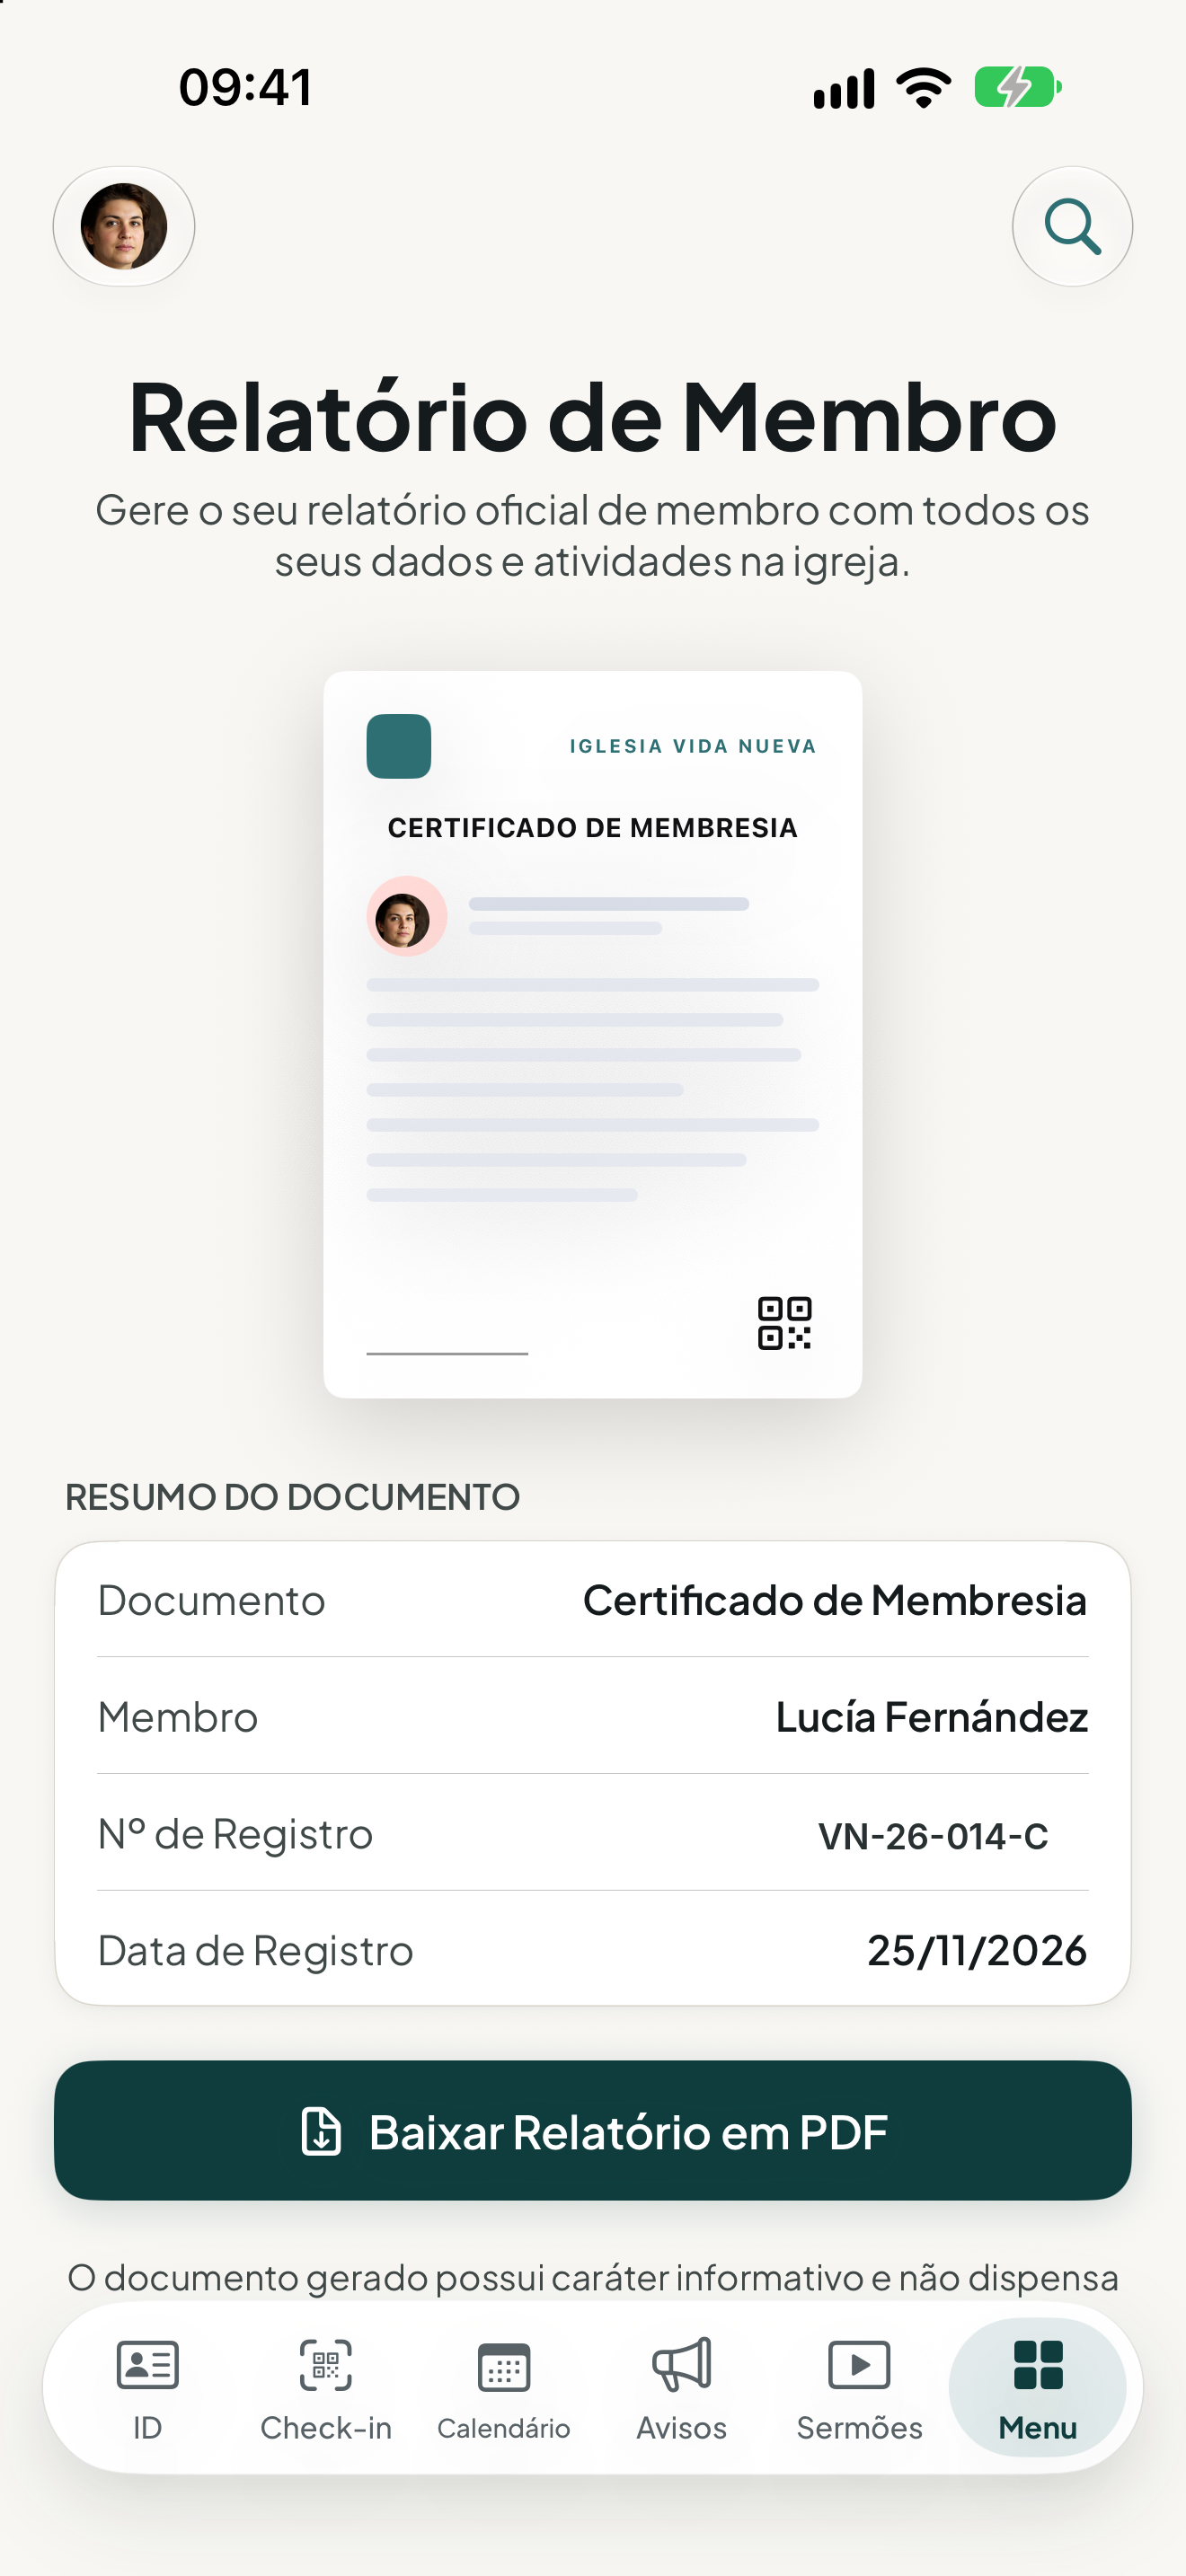 09:41
Relatório de Membro
Gere o seu relatório oficial de membro com todos os
seus dados e atividades na igreja.
IGLESIA VIDA NUEVA
CERTIFICADO DE MEMBRESIA
RESUMO DO DOCUMENTO
Documento Certificado de Membresia
Membro Lucía Fernández
Nº de Registro VN-26-014-C
Data de Registro 25/11/2026
Baixar Relatório em PDF
O documento gerado possui caráter informativo e não dispensa
ID Check-in Calendário Avisos Sermões Menu